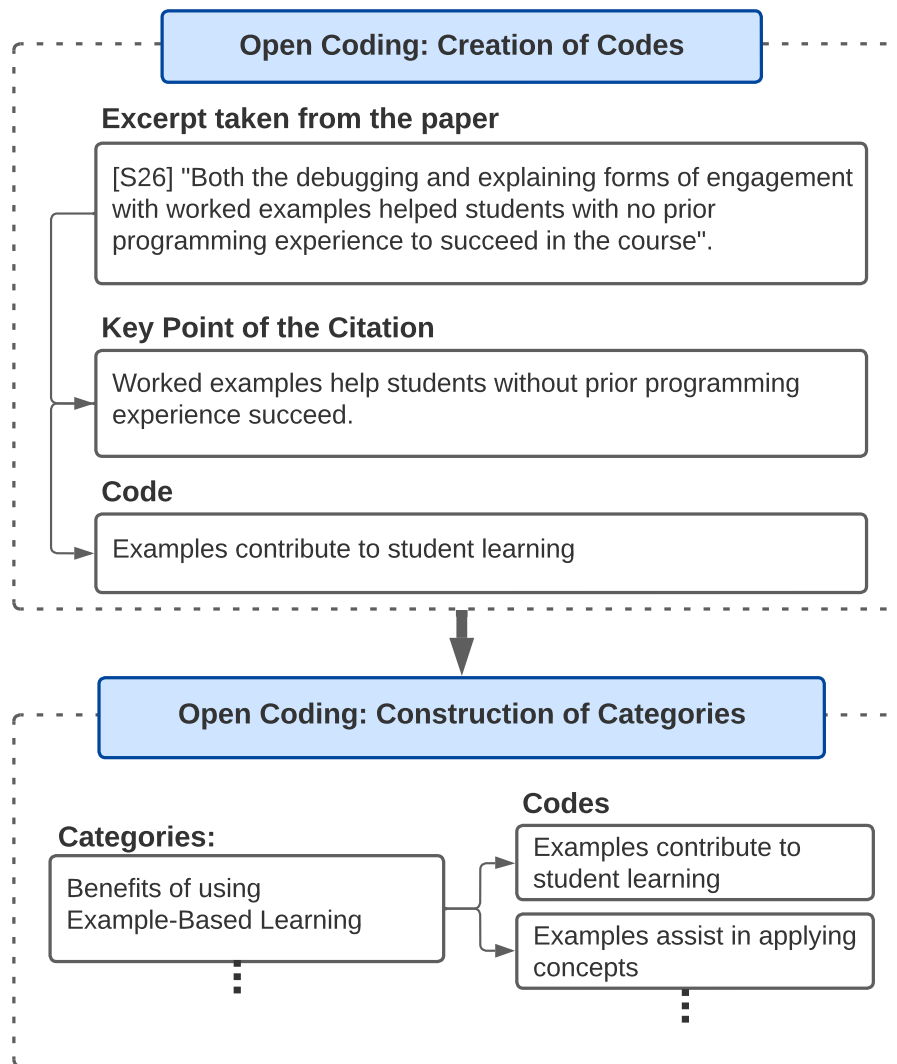 Open Coding: Creation of Codes
Excerpt taken from the paper
[S26] "Both the debugging and explaining forms of engagement
with worked examples helped students with no prior
programming experience to succeed in the course".
Key Point of the Citation
Worked examples help students without prior programming
experience succeed.
Code
Examples contribute to student learning
Open Coding: Construction of Categories
Categories:
Benefits of using
Example-Based Learning
Codes
Examples contribute to
student learning
Examples assist in applying
concepts